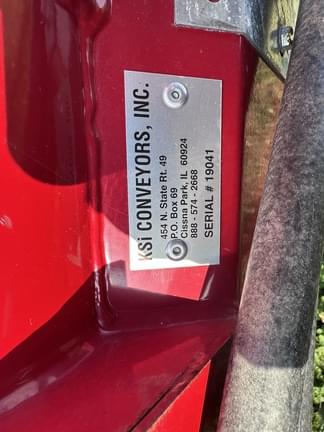 KSi CONVEYORS, INC.
454 N. State Rt. 49
P.O. Box 69
Cissna Park, IL 60924
888 - 574 - 2668
SERIAL # 19041